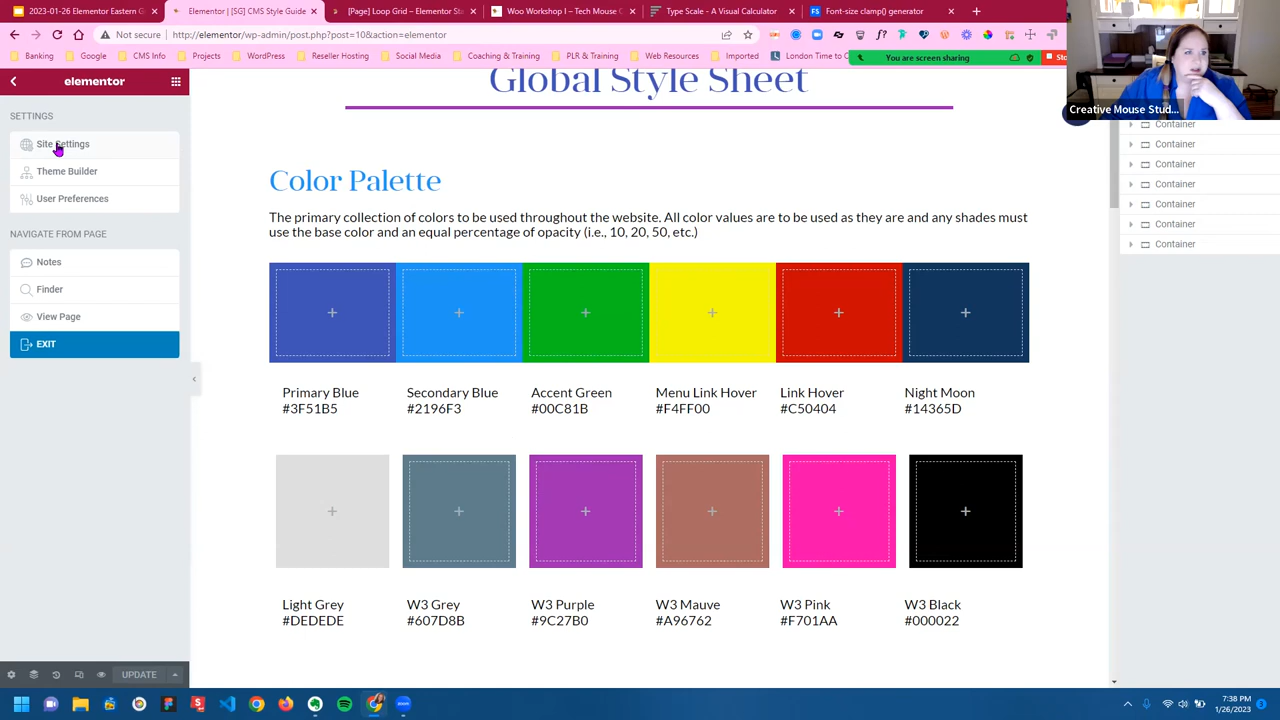 2023-01-26 Elementor Eastern G
Elementor | [SG] CMS Style Guide
[Page] Loop Grid – Elementor Sta
Woo Workshop I – Tech Mouse C
Type Scale - A Visual Calculator
Font-size clamp() generator
Not secure
elementor/wp-admin/post.php?post=10&action=elementor
Banking
Google
CMS Info
Projects
WordPress
Reseller Hosting
Social Media
Coaching & Training
PLR & Training
Web Resources
Imported
London Time to C
You are screen sharing
Creative Mouse Stud...
elementor
SETTINGS
Site Settings
Theme Builder
User Preferences
NAVIGATE FROM PAGE
Notes
Finder
View Page
EXIT
UPDATE
Global Style Sheet
Color Palette
The primary collection of colors to be used throughout the website. All color values are to be used as they are and any shades must
use the base color and an equal percentage of opacity (i.e., 10, 20, 50, etc.)
Primary Blue
#3F51B5
Secondary Blue
#2196F3
Accent Green
#00C81B
Menu Link Hover
#F4FF00
Link Hover
#C50404
Night Moon
#14365D
Light Grey
#DEDEDE
W3 Grey
#607D8B
W3 Purple
#9C27B0
W3 Mauve
#A96762
W3 Pink
#F701AA
W3 Black
#000022
Container
Container
Container
Container
Container
Container
Container
7:38 PM
1/26/2023